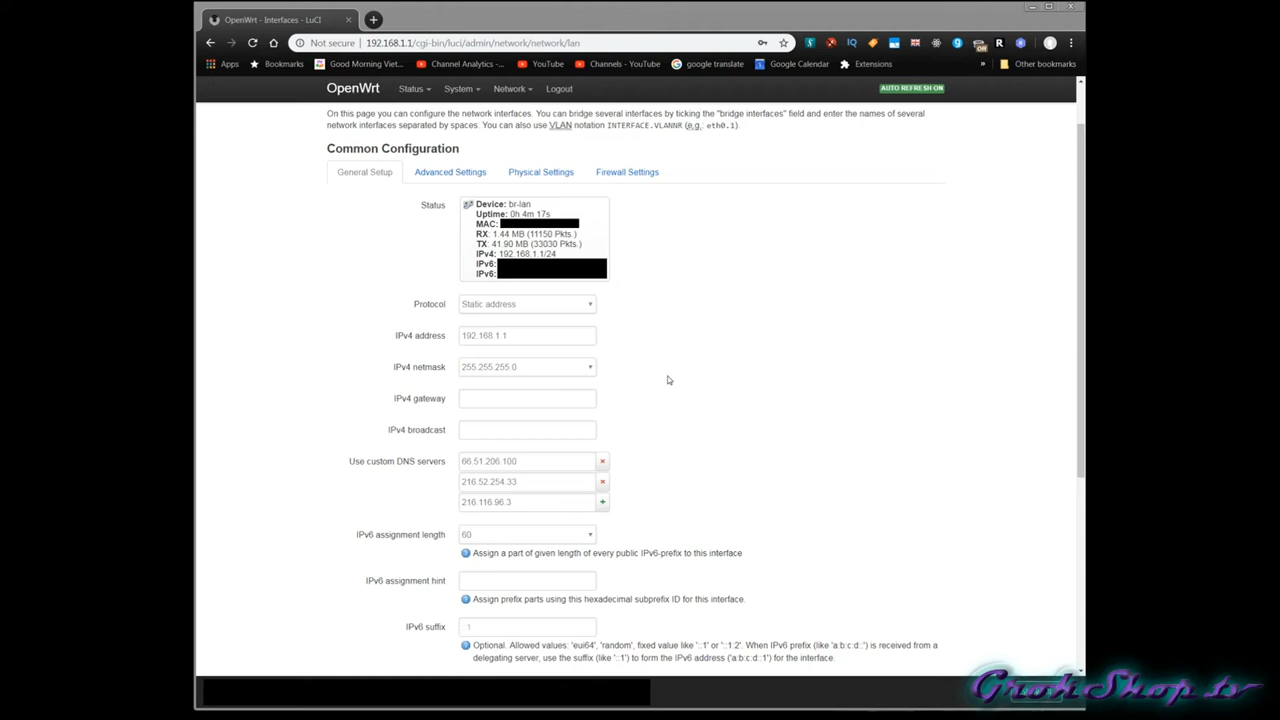 OpenWrt - Interfaces - LuCI
Not secure | 192.168.1.1/cgi-bin/luci/admin/network/network/lan
Apps Bookmarks Good Morning Viet... Channel Analytics -... YouTube Channels - YouTube google translate Google Calendar Extensions » Other bookmarks
OpenWrt Status System Network Logout AUTO REFRESH ON
On this page you can configure the network interfaces. You can bridge several interfaces by ticking the "bridge interfaces" field and enter the names of several
network interfaces separated by spaces. You can also use VLAN notation INTERFACE.VLANNR (e.g.: eth0.1).
Common Configuration
General Setup Advanced Settings Physical Settings Firewall Settings
Status
Device: br-lan
Uptime: 0h 4m 17s
MAC:
RX: 1.44 MB (11150 Pkts.)
TX: 41.90 MB (33030 Pkts.)
IPv4: 192.168.1.1/24
IPv6:
IPv6:
Protocol Static address
IPv4 address 192.168.1.1
IPv4 netmask 255.255.255.0
IPv4 gateway
IPv4 broadcast
Use custom DNS servers 66.51.206.100
216.52.254.33
216.116.96.3
IPv6 assignment length 60
Assign a part of given length of every public IPv6-prefix to this interface
IPv6 assignment hint
Assign prefix parts using this hexadecimal subprefix ID for this interface.
IPv6 suffix ::1
Optional. Allowed values: 'eui64', 'random', fixed value like '::1' or '::1:2'. When IPv6 prefix (like 'a:b:c:d::') is received from a
delegating server, use the suffix (like '::1') to form the IPv6 address ('a:b:c:d::1') for the interface.
GrokShop.tv